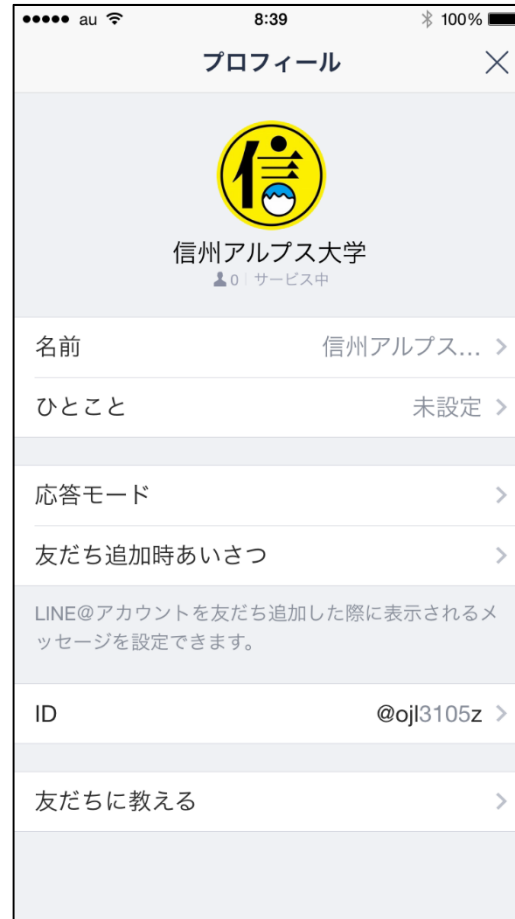 au 8:39 100%
プロフィール
信
信州アルプス大学
0 サービス中
名前 信州アルプス...
ひとこと 未設定
応答モード
友だち追加時あいさつ
LINE@アカウントを友だち追加した際に表示されるメ
ッセージを設定できます。
ID @ojl3105z
友だちに教える